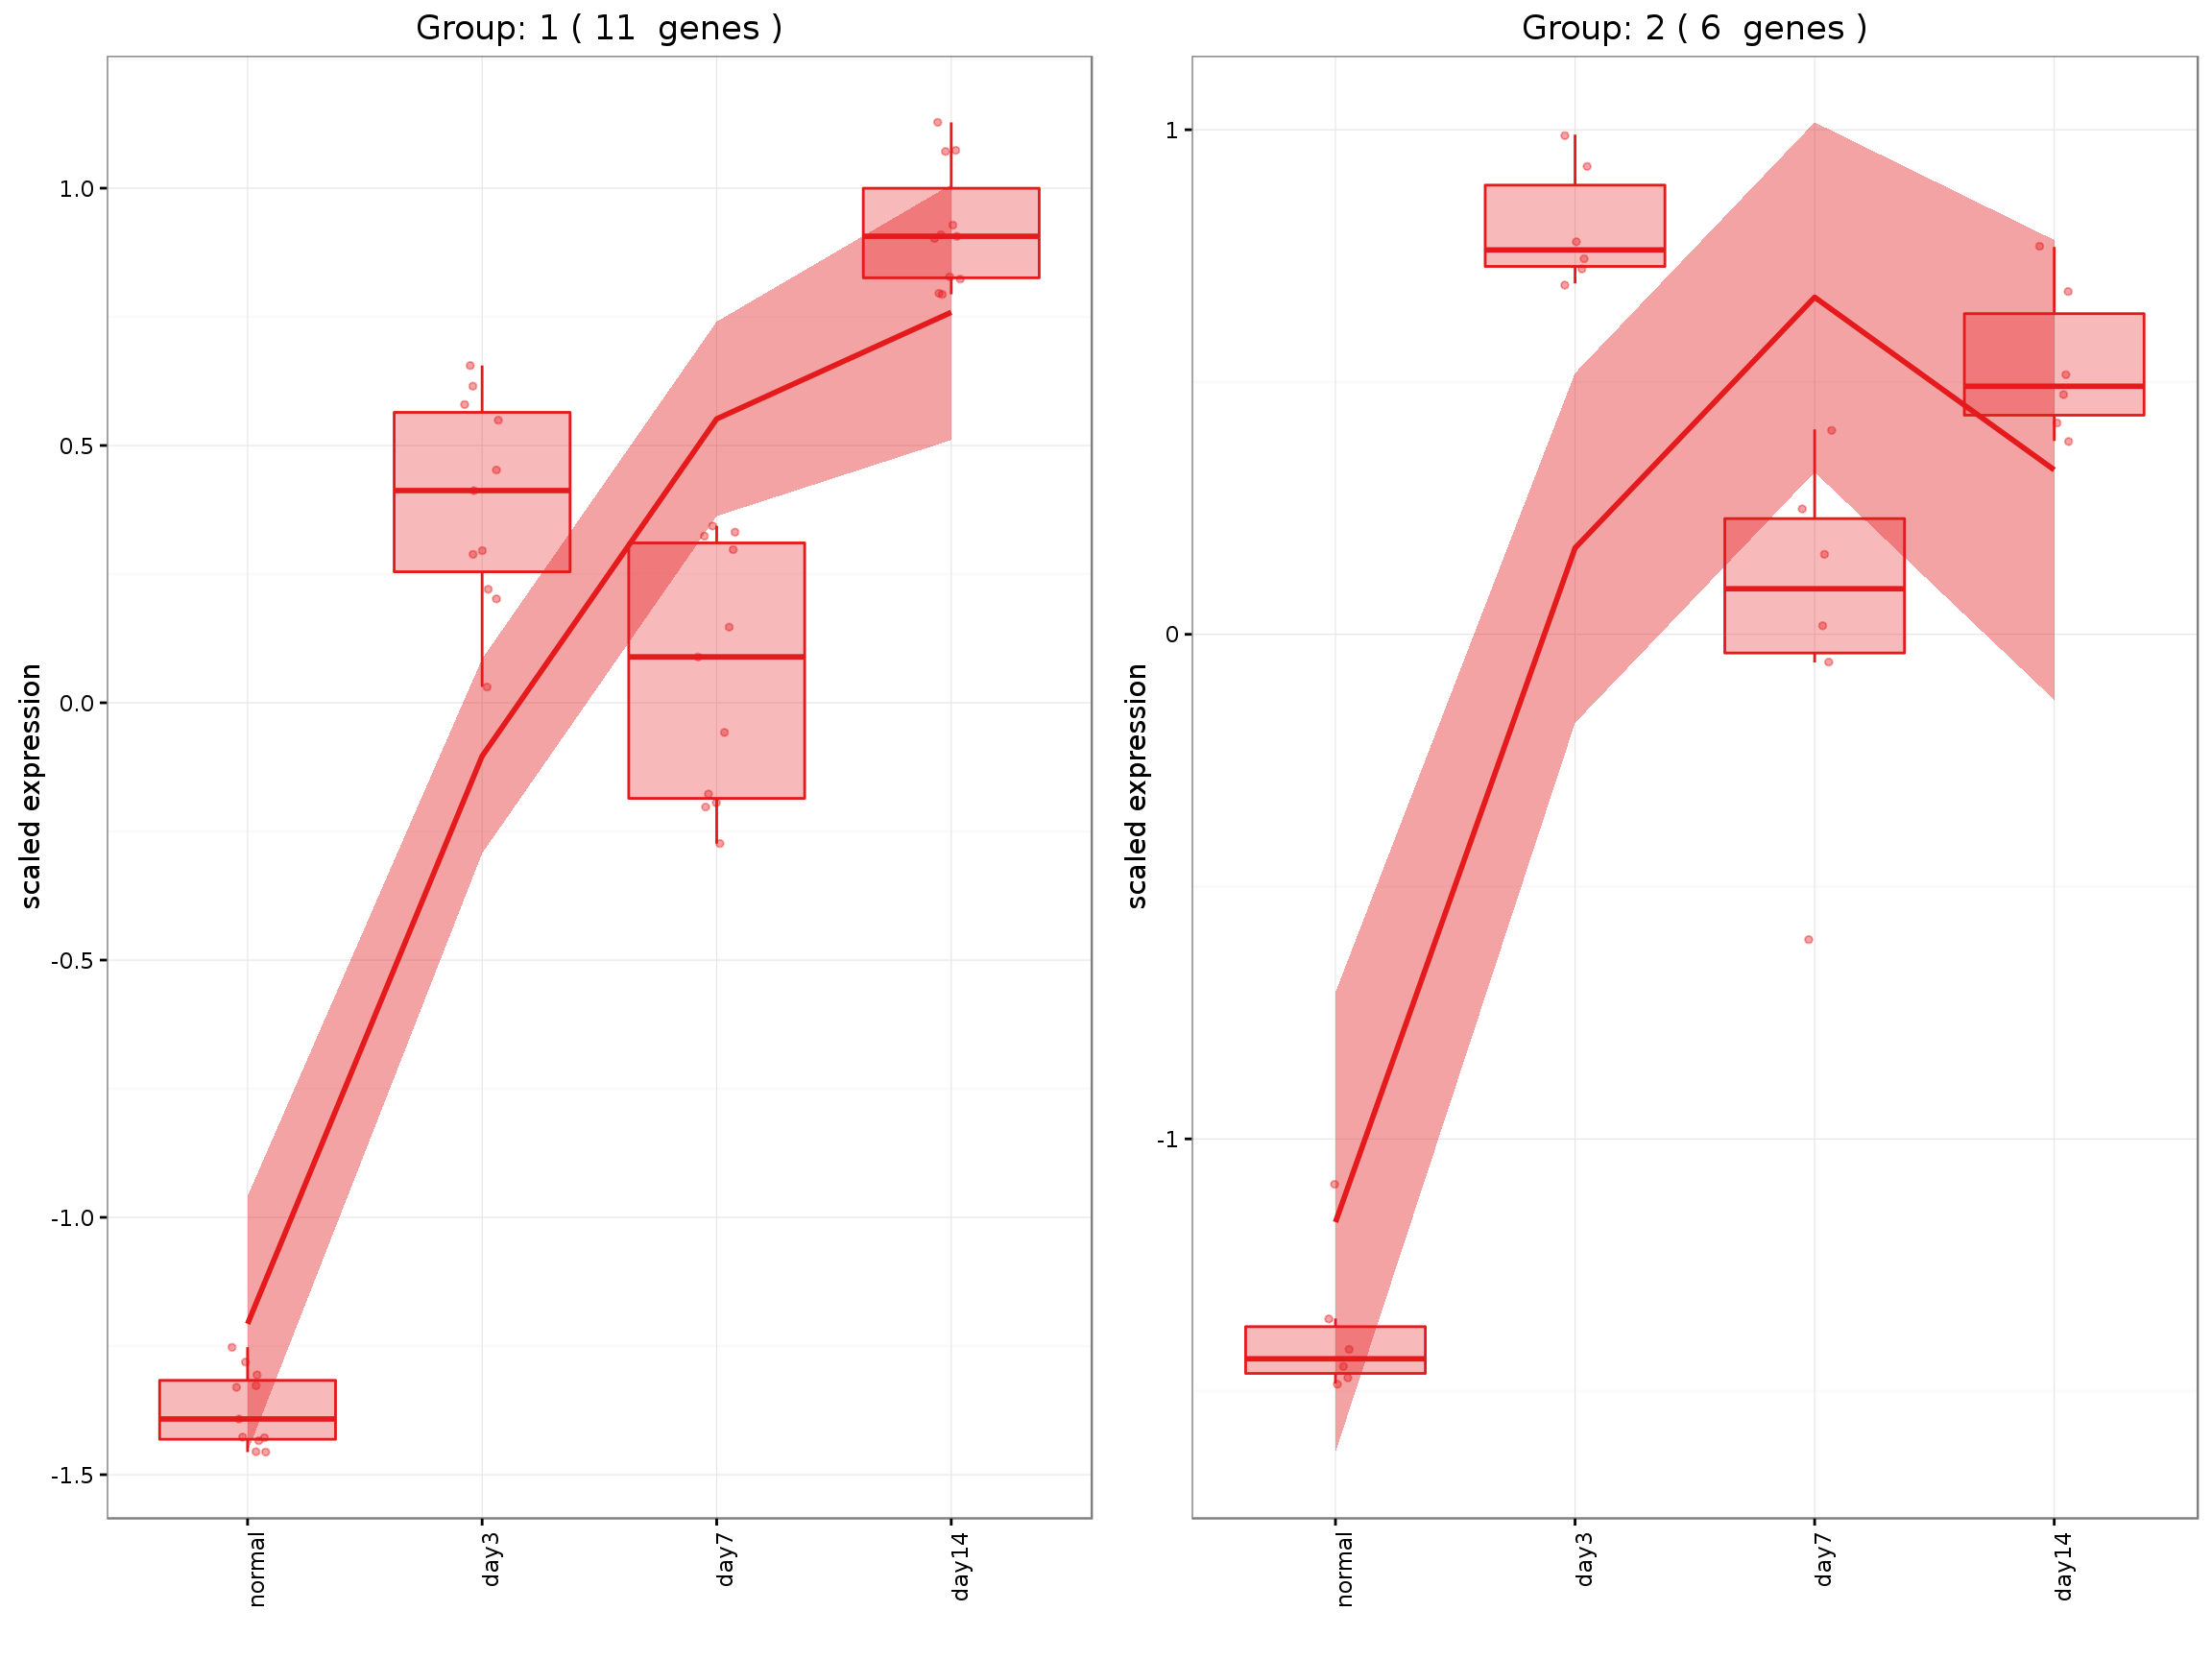 Group: 1 ( 11  genes )
scaled expression
1.0
0.5
0.0
-0.5
-1.0
-1.5
normal
day3
day7
day14
Group: 2 ( 6  genes )
scaled expression
1
0
-1
normal
day3
day7
day14